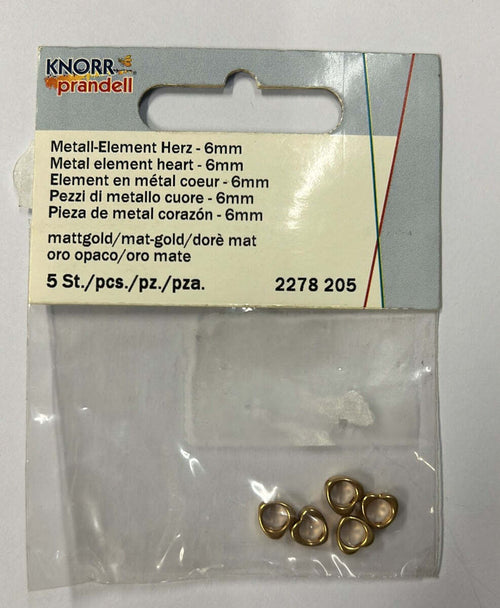 KNORR
prandell
Metall-Element Herz - 6mm
Metal element heart - 6mm
Element en métal coeur - 6mm
Pezzi di metallo cuore - 6mm
Pieza de metal corazón - 6mm
mattgold/mat-gold/dorè mat
oro opaco/oro mate
5 St./pcs./pz./pza. 2278 205